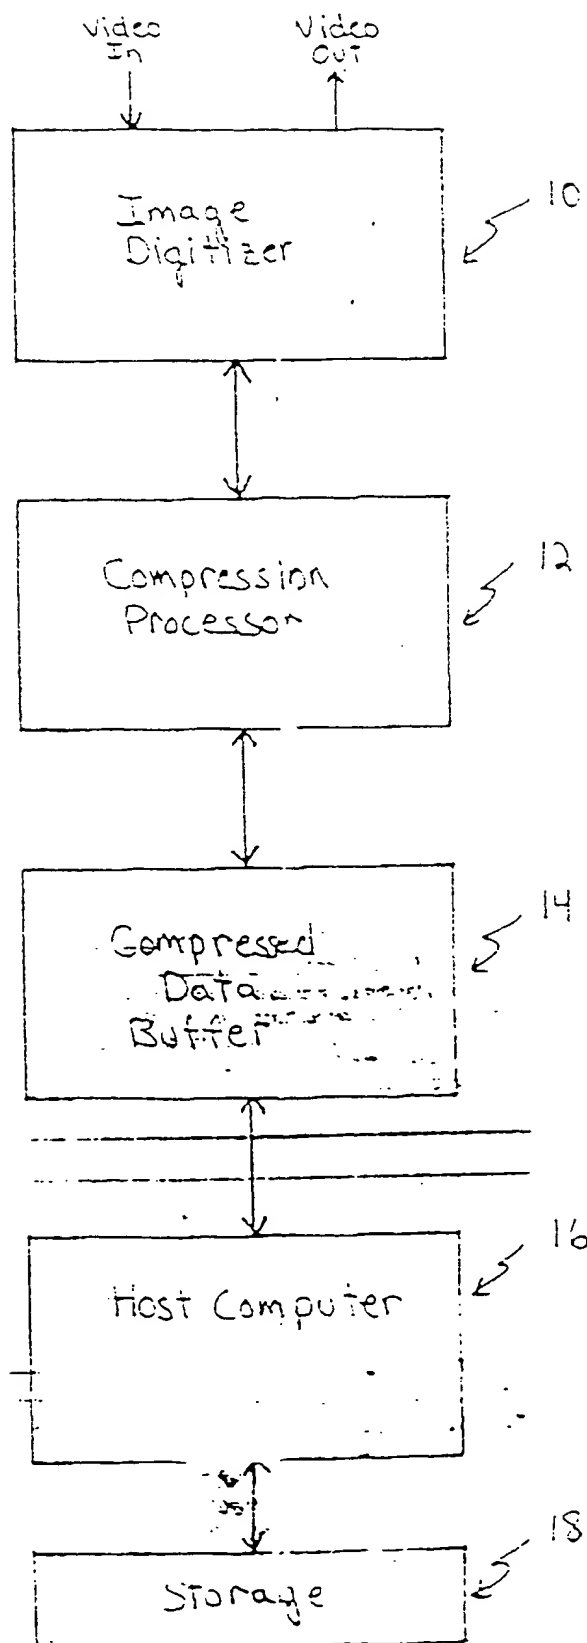 Video
In
Video
Out
Image
Digitizer
10
Compression
Processor
12
Compressed
Data
Buffer
14
Host Computer
16
Storage
18